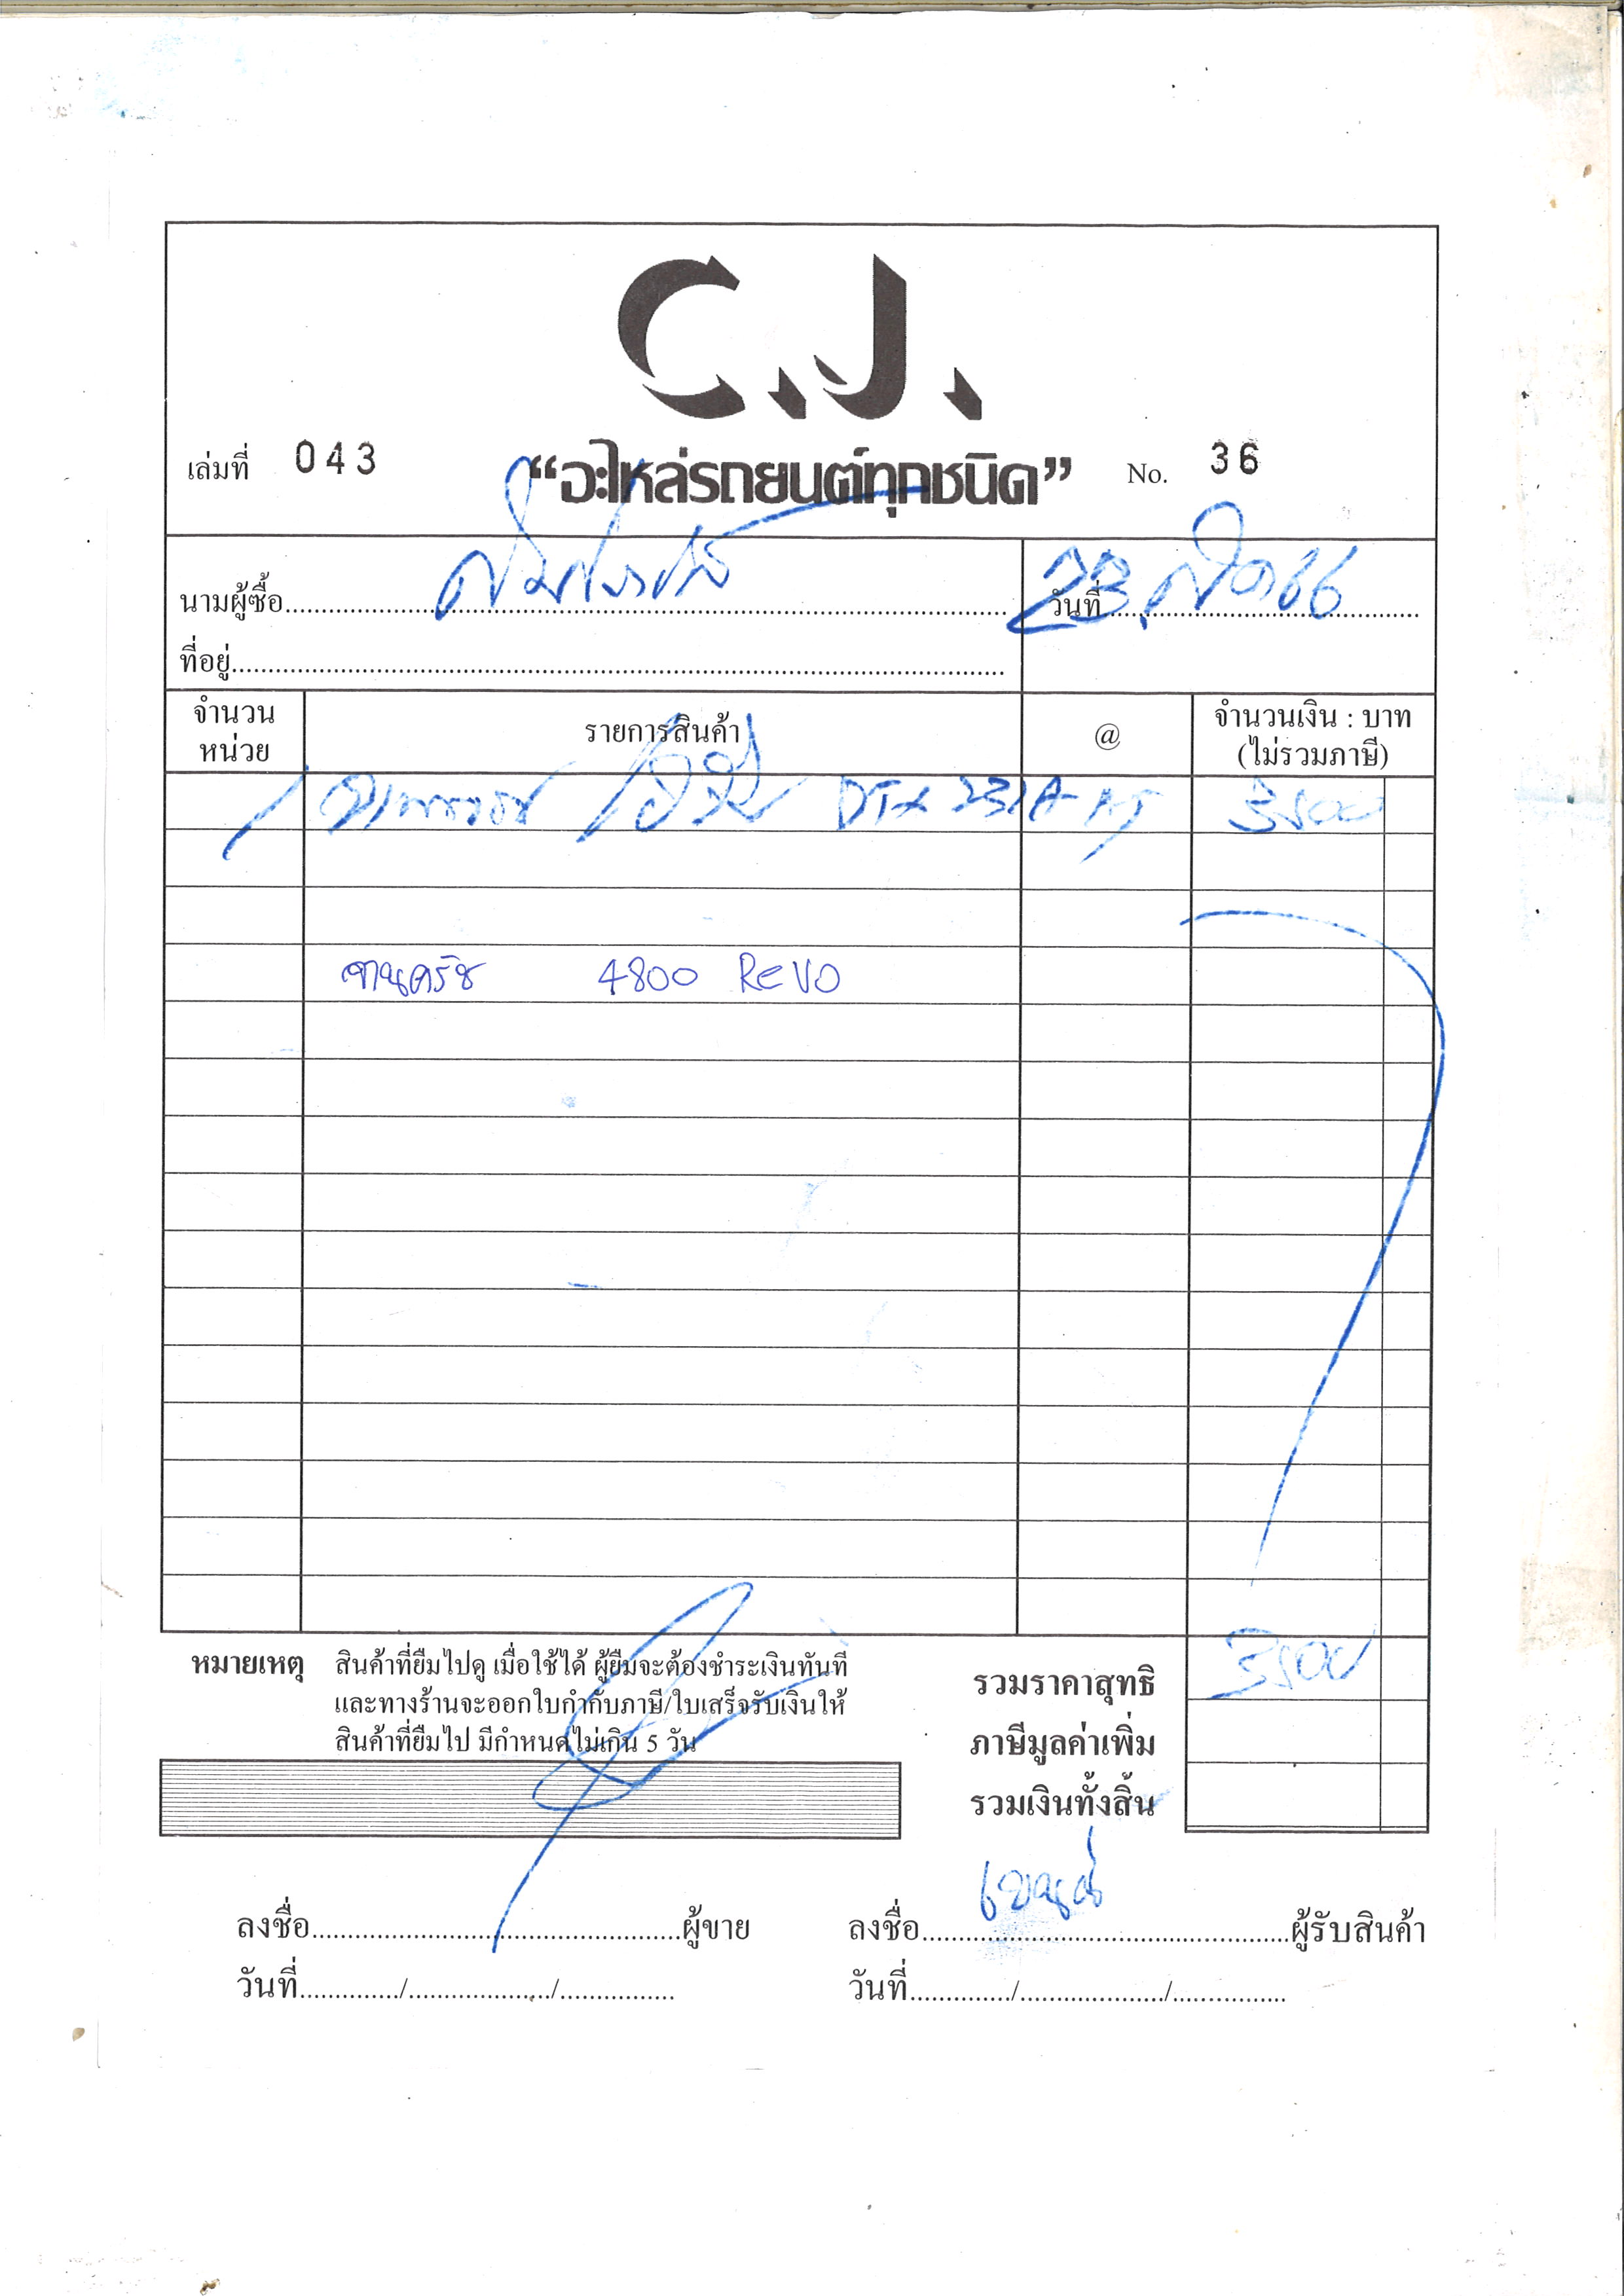 C.J.
เล่มที่ 043 “อะไหล่รถยนต์ทุกชนิด” No. 36
นามผู้ซื้อ วันที่ 23 66
ที่อยู่
จำนวน หน่วย รายการสินค้า @ จำนวนเงิน : บาท (ไม่รวมภาษี)
1 DTX 231A 3500
จานครัช 4800 ReVO
หมายเหตุ สินค้าที่ยืมไปดู เมื่อใช้ได้ ผู้ยืมจะต้องชำระเงินทันที
และทางร้านจะออกใบกำกับภาษี/ใบเสร็จรับเงินให้
สินค้าที่ยืมไป มีกำหนดไม่เกิน 5 วัน
รวมราคาสุทธิ 3500
ภาษีมูลค่าเพิ่ม
รวมเงินทั้งสิ้น
ลงชื่อ ผู้ขาย ลงชื่อ ผู้รับสินค้า
วันที่ / / วันที่ / /